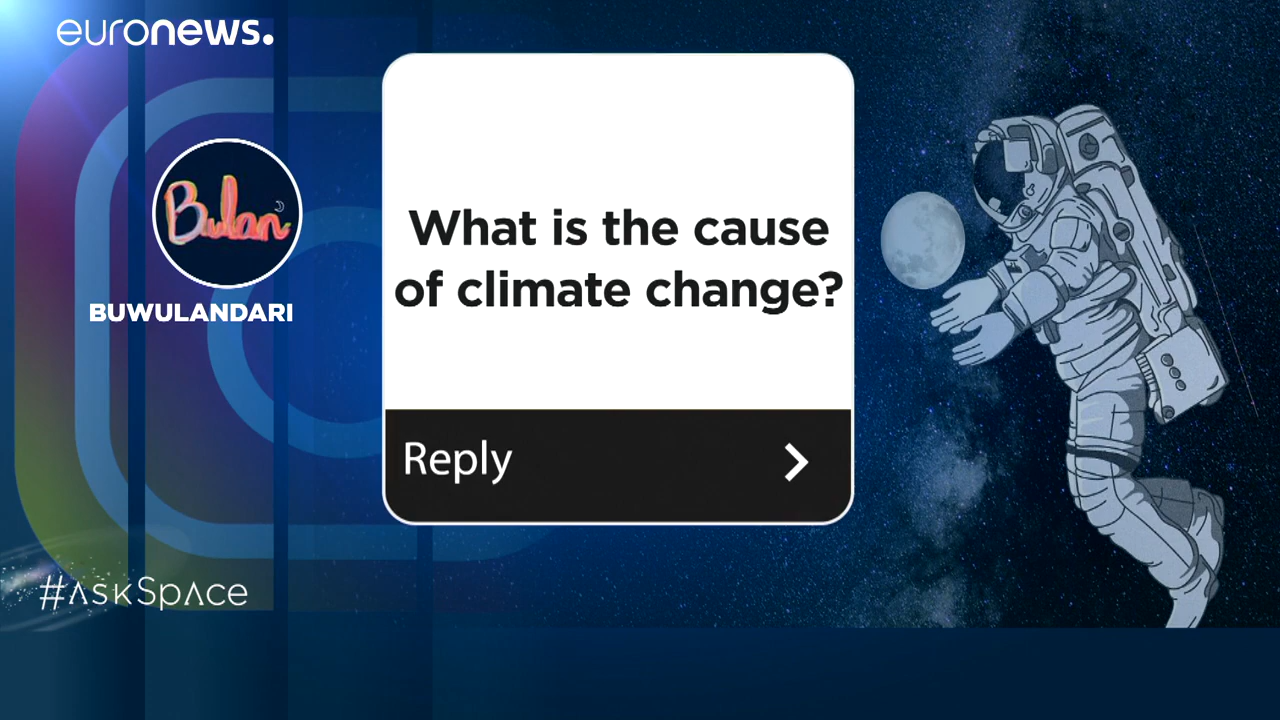 euronews.
Bulan
BUWULANDARI
What is the cause
of climate change?
Reply
#AskSpace